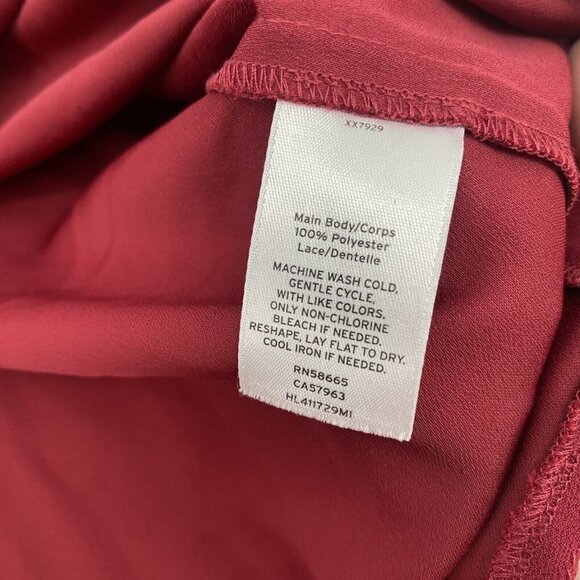 XX7929
Main Body/Corps
100% Polyester
Lace/Dentelle
MACHINE WASH COLD,
GENTLE CYCLE,
WITH LIKE COLORS.
ONLY NON-CHLORINE
BLEACH IF NEEDED.
RESHAPE, LAY FLAT TO DRY.
COOL IRON IF NEEDED.
RN58665
CA57963
HL411729MI